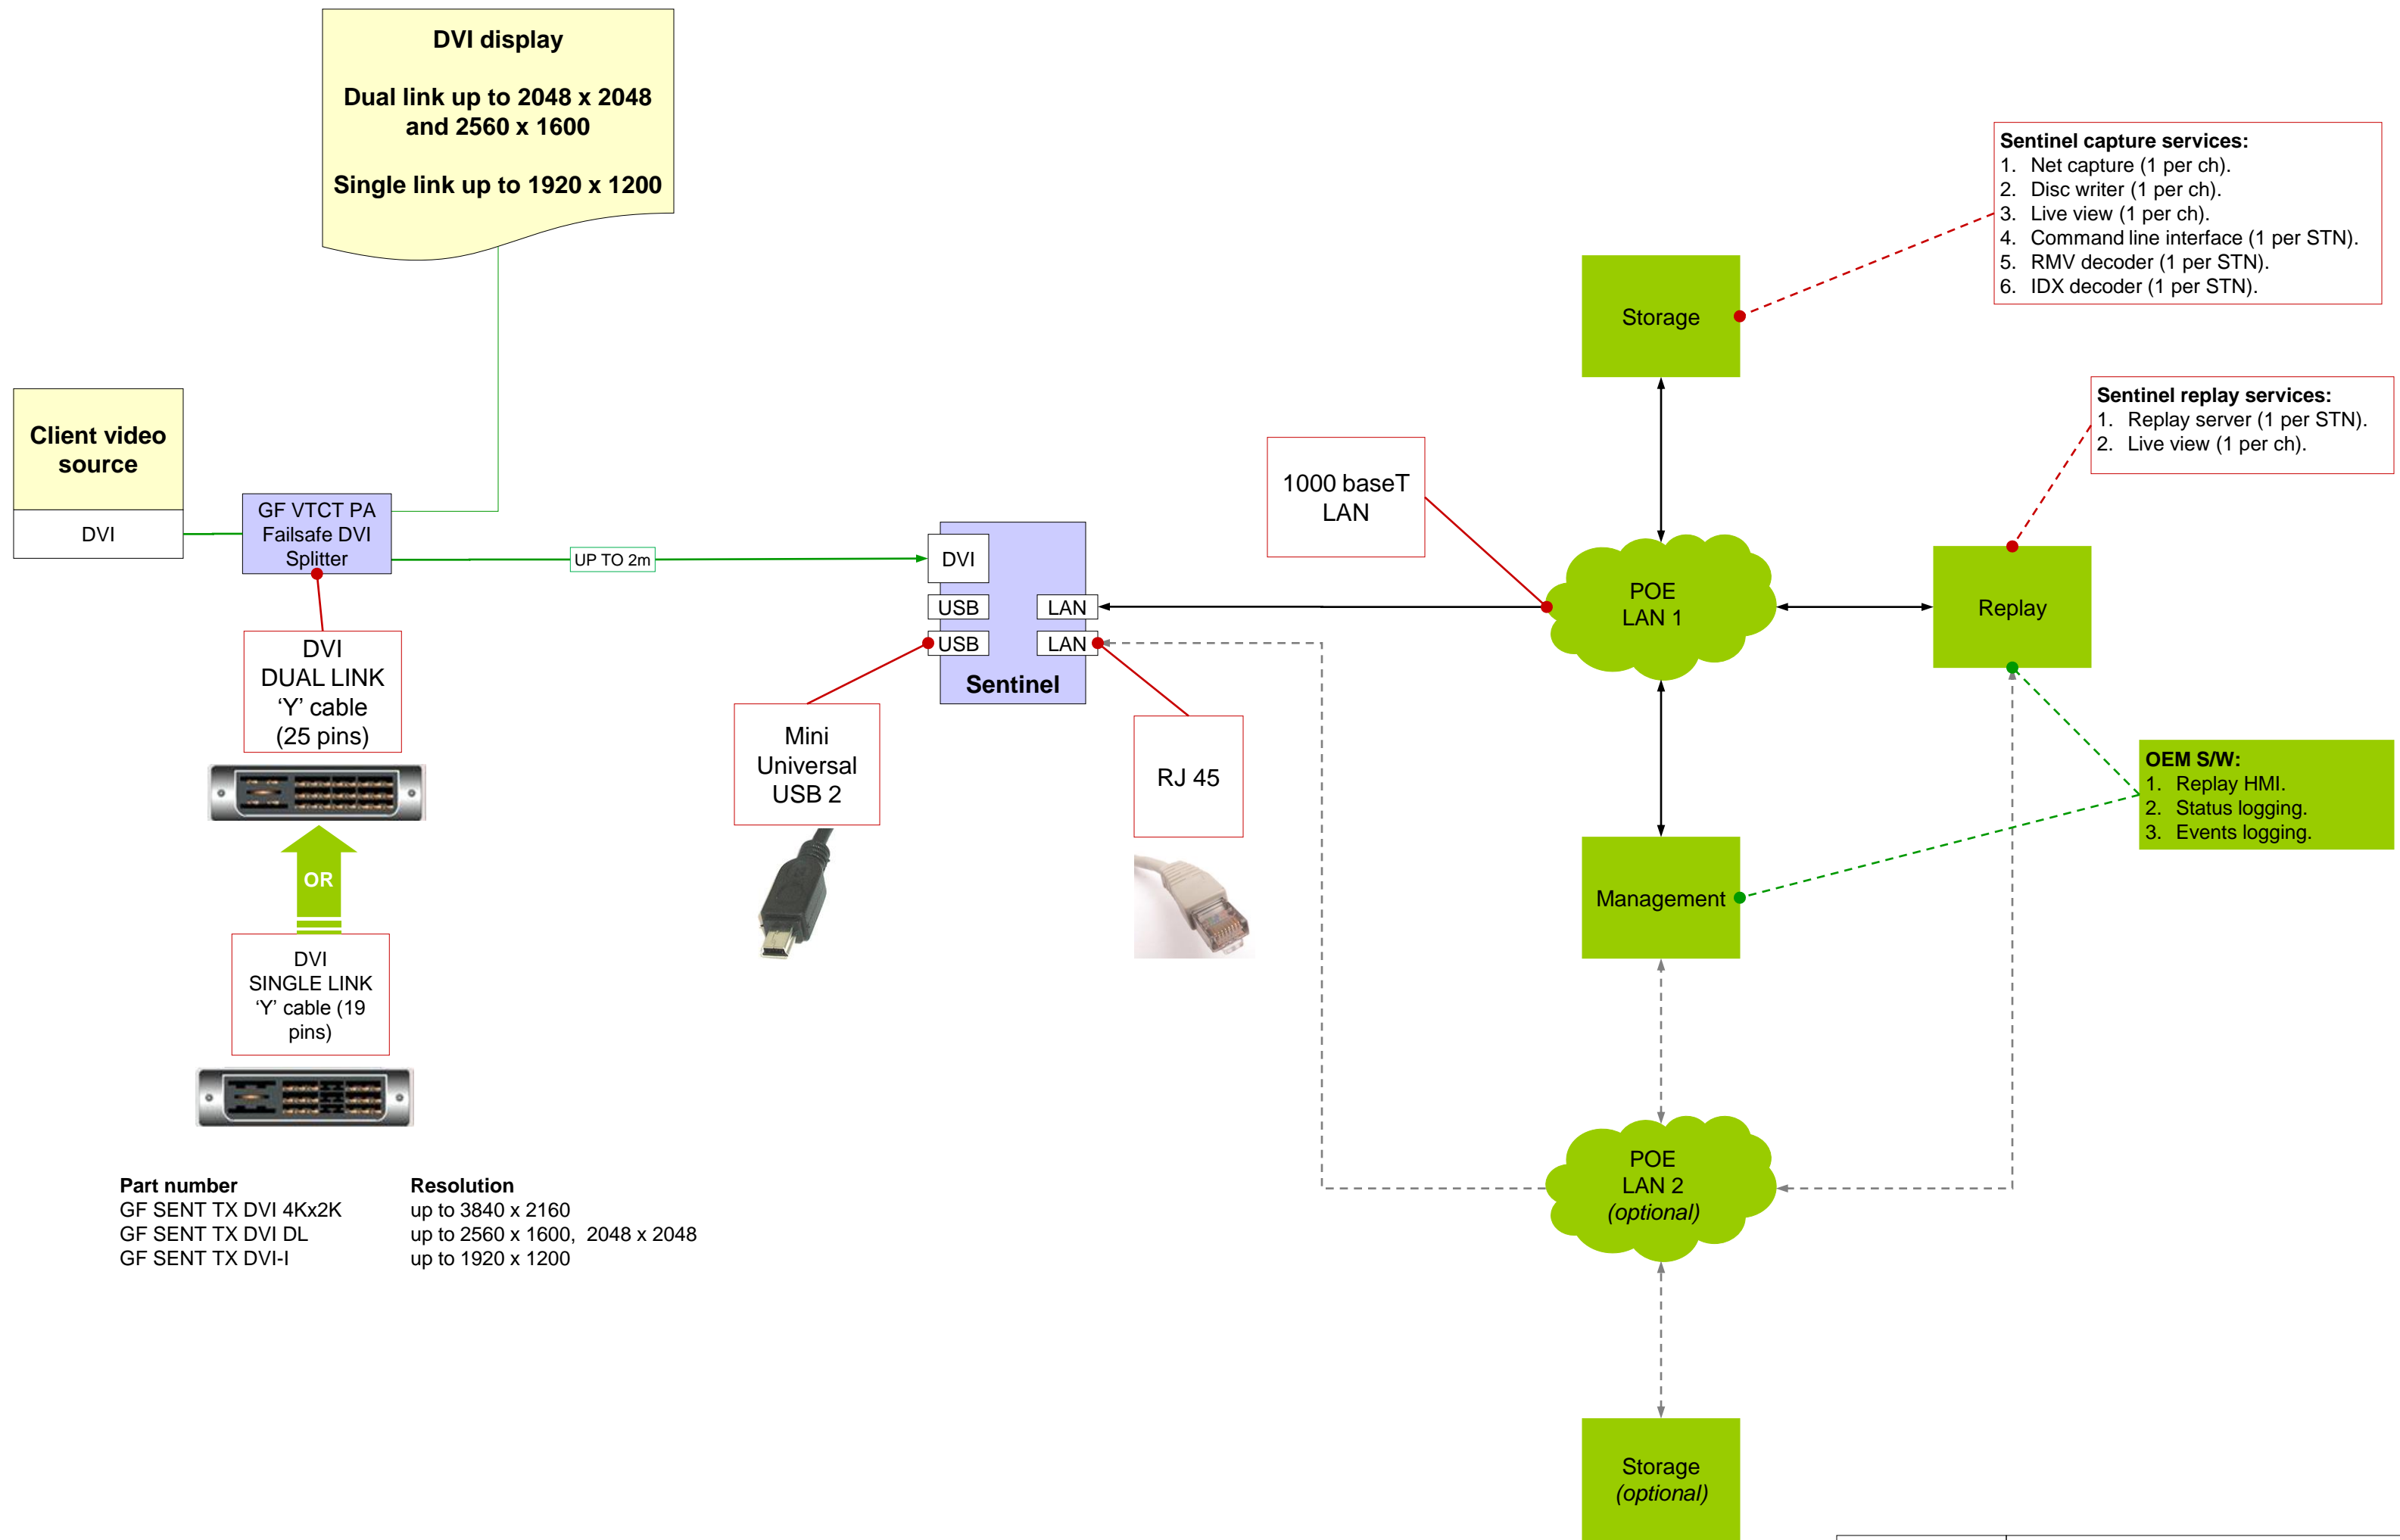 DVI display
Dual link up to 2048 x 2048
and 2560 x 1600
Single link up to 1920 x 1200
Sentinel capture services:
1. Net capture (1 per ch).
2. Disc writer (1 per ch).
3. Live view (1 per ch).
4. Command line interface (1 per STN).
5. RMV decoder (1 per STN).
6. IDX decoder (1 per STN).
Storage
Sentinel replay services:
1. Replay server (1 per STN).
2. Live view (1 per ch).
Client video
source
DVI
GF VTCT PA
Failsafe DVI
Splitter
UP TO 2m
DVI
USB
USB
LAN
LAN
Sentinel
1000 baseT
LAN
POE
LAN 1
Replay
DVI
DUAL LINK
‘Y’ cable
(25 pins)
Mini
Universal
USB 2
RJ 45
OEM S/W:
1. Replay HMI.
2. Status logging.
3. Events logging.
OR
Management
DVI
SINGLE LINK
‘Y’ cable (19
pins)
POE
LAN 2
(optional)
Part number Resolution
GF SENT TX DVI 4Kx2K up to 3840 x 2160
GF SENT TX DVI DL up to 2560 x 1600, 2048 x 2048
GF SENT TX DVI-I up to 1920 x 1200
Storage
(optional)